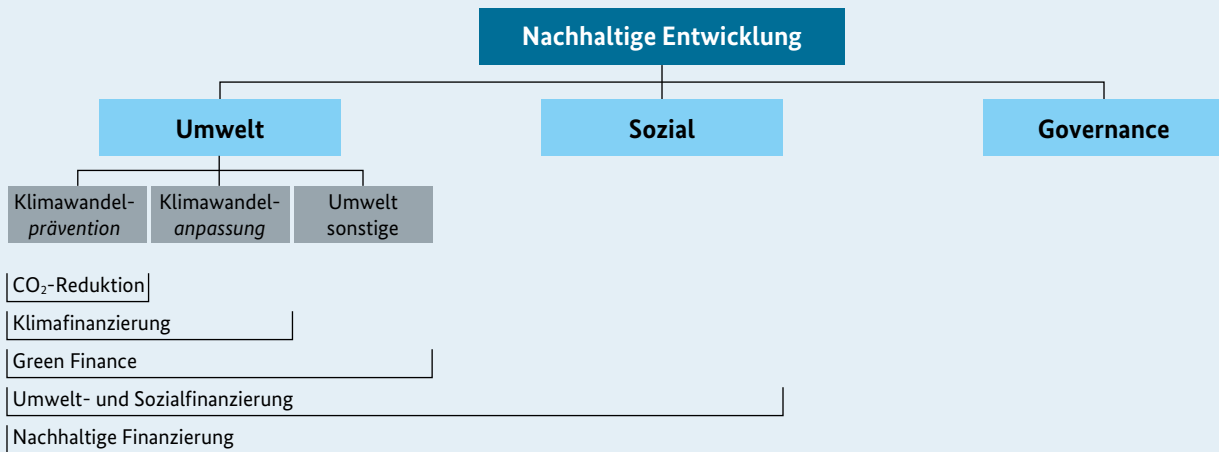 Nachhaltige Entwicklung
Umwelt
Sozial
Governance
Klimawandel-
prävention
Klimawandel-
anpassung
Umwelt
sonstige
CO₂-Reduktion
Klimafinanzierung
Green Finance
Umwelt- und Sozialfinanzierung
Nachhaltige Finanzierung